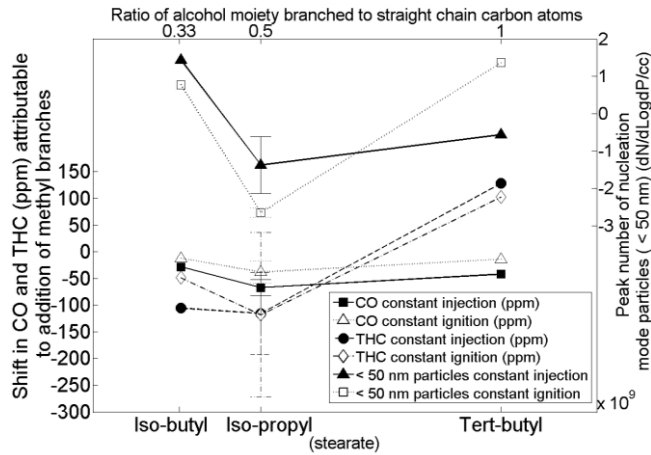 Ratio of alcohol moiety branched to straight chain carbon atoms
0.33 0.5 1
Shift in CO and THC (ppm) attributable
to addition of methyl branches
150
100
50
0
-50
-100
-150
-200
-250
-300
2
1
0
-1
-2
-3
Peak number of nucleation
mode particles ( < 50 nm) (dN/dLogdP/cc)
x 10^9
CO constant injection (ppm)
CO constant ignition (ppm)
THC constant injection (ppm)
THC constant ignition (ppm)
< 50 nm particles constant injection
< 50 nm particles constant ignition
Iso-butyl Iso-propyl Tert-butyl
(stearate)